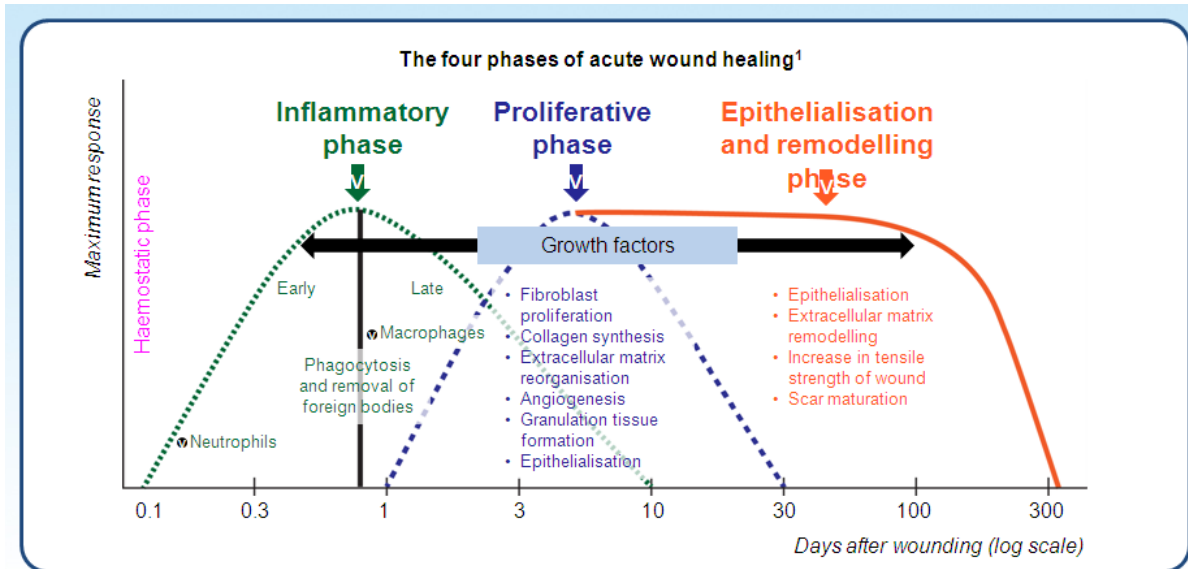 The four phases of acute wound healing¹
Maximum response
Haemostatic phase
Inflammatory
phase
V
Proliferative
phase
V
Epithelialisation
and remodelling
phase
V
Growth factors
Early
Late
V Macrophages
Phagocytosis
and removal of
foreign bodies
V Neutrophils
• Fibroblast
proliferation
• Collagen synthesis
• Extracellular matrix
reorganisation
• Angiogenesis
• Granulation tissue
formation
• Epithelialisation
• Epithelialisation
• Extracellular matrix
remodelling
• Increase in tensile
strength of wound
• Scar maturation
0.1 0.3 1 3 10 30 100 300
Days after wounding (log scale)